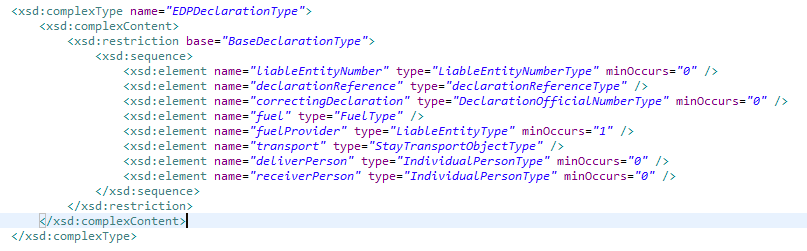 <xsd:complexType name="EDPDeclarationType">
<xsd:complexContent>
<xsd:restriction base="BaseDeclarationType">
<xsd:sequence>
<xsd:element name="liableEntityNumber" type="LiableEntityNumberType" minOccurs="0" />
<xsd:element name="declarationReference" type="declarationReferenceType" />
<xsd:element name="correctingDeclaration" type="DeclarationOfficialNumberType" minOccurs="0" />
<xsd:element name="fuel" type="FuelType" />
<xsd:element name="fuelProvider" type="LiableEntityType" minOccurs="1" />
<xsd:element name="transport" type="StayTransportObjectType" />
<xsd:element name="deliverPerson" type="IndividualPersonType" minOccurs="0" />
<xsd:element name="receiverPerson" type="IndividualPersonType" minOccurs="0" />
</xsd:sequence>
</xsd:restriction>
</xsd:complexContent>
</xsd:complexType>